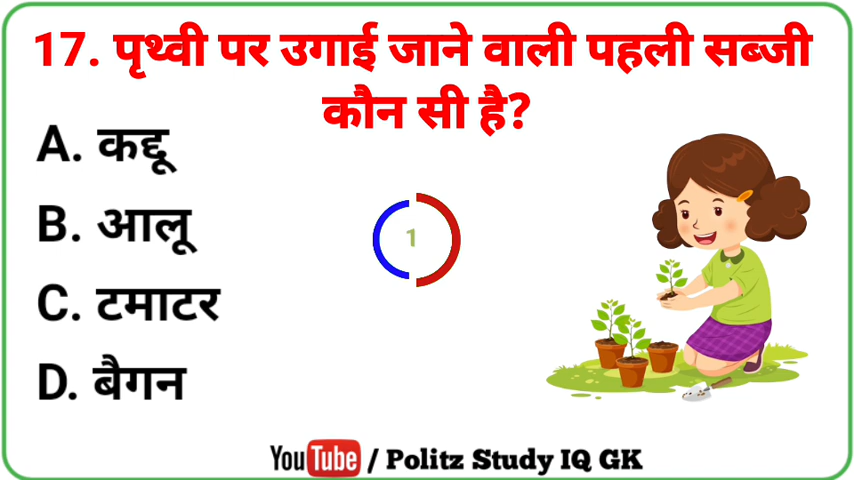 17. पृथ्वी पर उगाई जाने वाली पहली सब्जी
कौन सी है?
A. कद्दू
B. आलू
C. टमाटर
D. बैगन
1
YouTube / Politz Study IQ GK